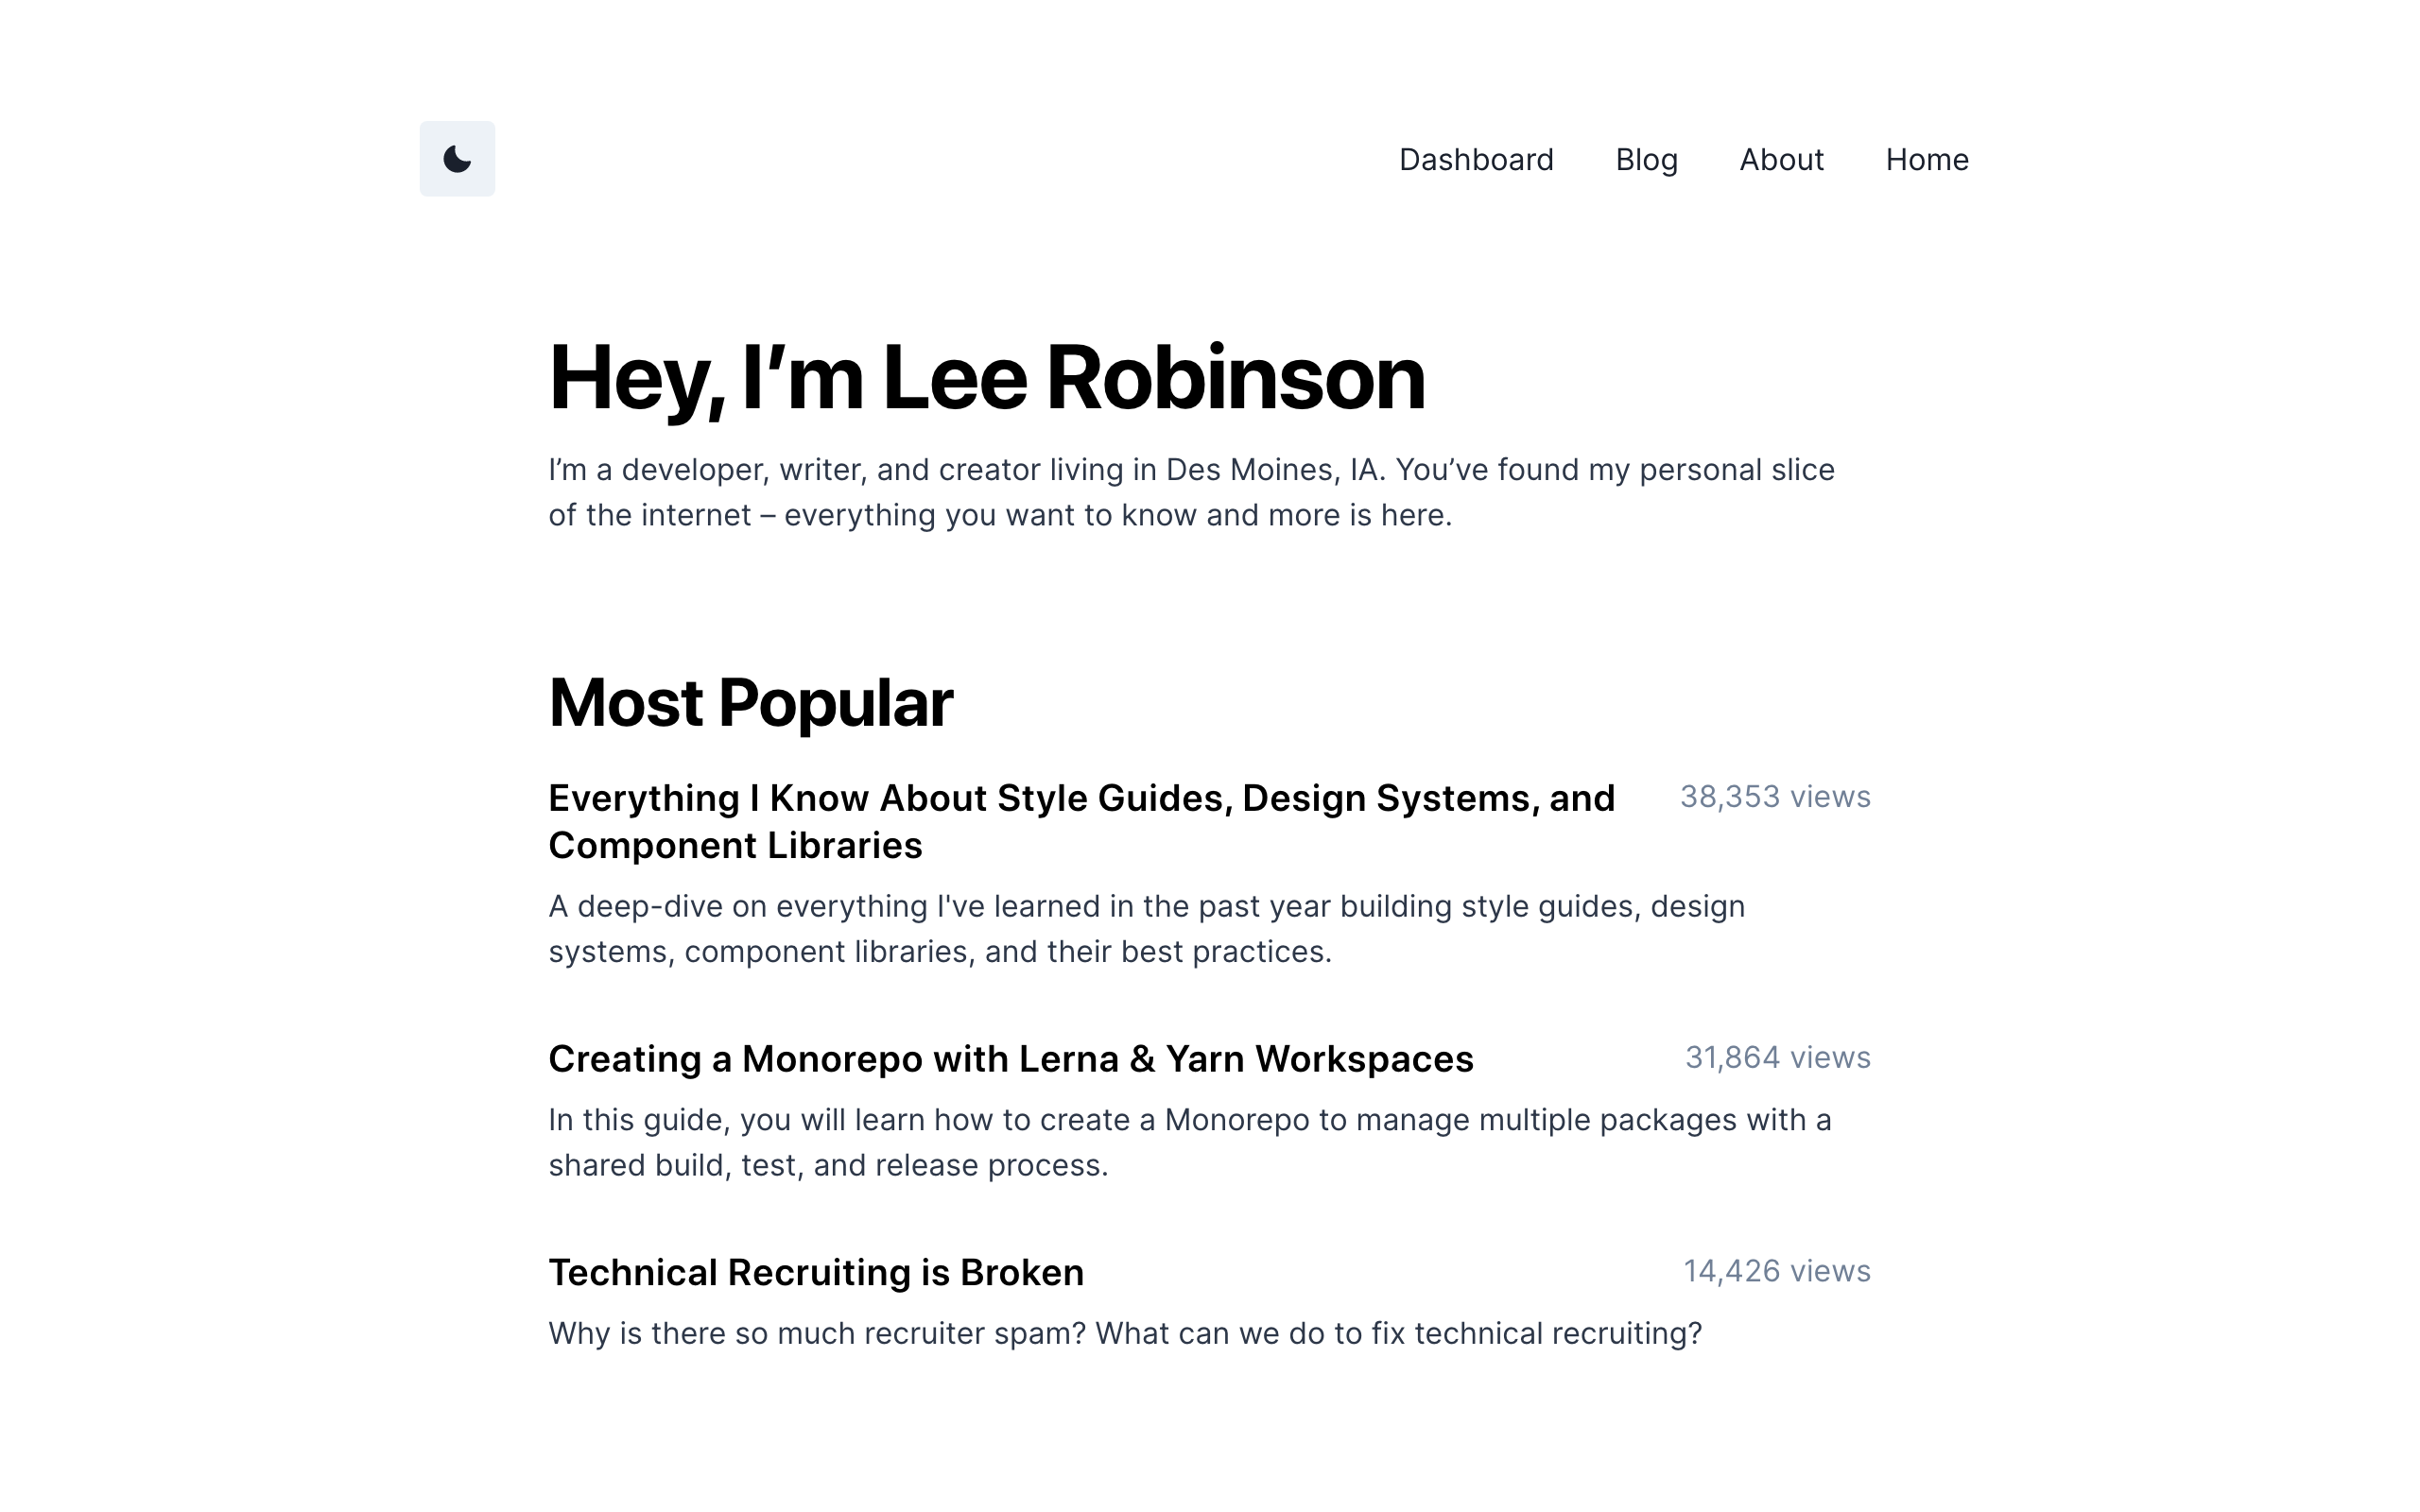 Dashboard Blog About Home
Hey, I’m Lee Robinson
I’m a developer, writer, and creator living in Des Moines, IA. You’ve found my personal slice
of the internet – everything you want to know and more is here.
Most Popular
Everything I Know About Style Guides, Design Systems, and 38,353 views
Component Libraries
A deep-dive on everything I've learned in the past year building style guides, design
systems, component libraries, and their best practices.
Creating a Monorepo with Lerna & Yarn Workspaces 31,864 views
In this guide, you will learn how to create a Monorepo to manage multiple packages with a
shared build, test, and release process.
Technical Recruiting is Broken 14,426 views
Why is there so much recruiter spam? What can we do to fix technical recruiting?